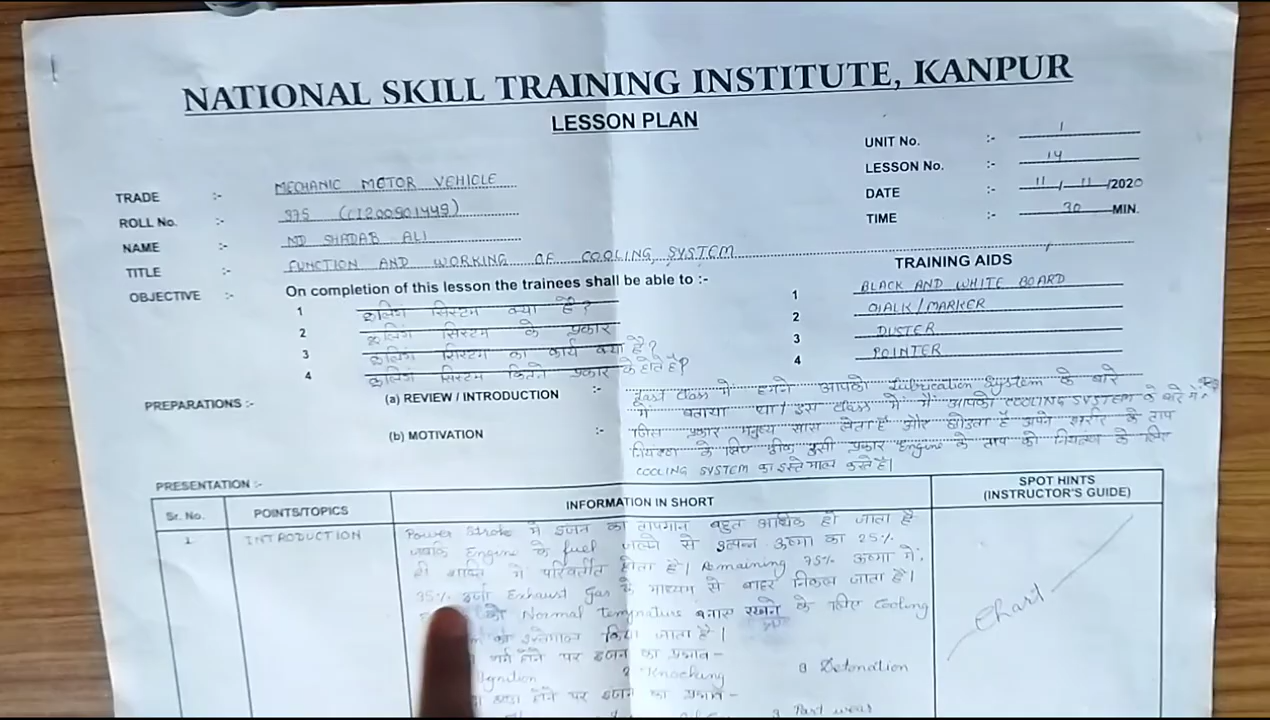 NATIONAL SKILL TRAINING INSTITUTE, KANPUR
LESSON PLAN
UNIT No. :- 1
LESSON No. :- 14
DATE :- 11/11/2020
TIME :- 30 MIN.
TRADE :- MECHANIC MOTOR VEHICLE
ROLL No. :- 375 (C1200901449)
NAME :- MD SHADAB ALI
TITLE :- FUNCTION AND WORKING OF COOLING SYSTEM
OBJECTIVE :- On completion of this lesson the trainees shall be able to :-
1 कूलिंग सिस्टम क्या है?
2 कूलिंग सिस्टम के प्रकार
3 कूलिंग सिस्टम का कार्य क्या है?
4 कूलिंग सिस्टम कितने प्रकार के होते है?
TRAINING AIDS
1 BLACK AND WHITE BOARD
2 CHALK/MARKER
3 DUSTER
4 POINTER
PREPARATIONS :- (a) REVIEW / INTRODUCTION :- Last class में हमने आपको Lubrication System के बारे
में बताया था। इस class में मैं आपको COOLING SYSTEM के बारे में
(b) MOTIVATION :- जिस प्रकार मनुष्य सांस लेता है और छोड़ता है अपने शरीर के ताप
नियंत्रण के लिए ठीक उसी प्रकार Engine के ताप को नियंत्रण के लिए
COOLING SYSTEM का इस्तेमाल करते है।
PRESENTATION :-
Sr. No. POINTS/TOPICS INFORMATION IN SHORT SPOT HINTS
(INSTRUCTOR'S GUIDE)
1 INTRODUCTION Power Stroke में इंजन का तापमान बहुत अधिक हो जाता है
जबकि Engine के fuel जलने से उत्पन्न ऊष्मा का 25%
ही शक्ति में परिवर्तीत होता है। Remaining 75% ऊष्मा में,
35% ऊर्जा Exhaust Gas के माध्यम से बाहर निकल जाता है।
को Normal Temprature बनाए रखने के लिए Cooling
का इस्तेमाल किया जाता है।
गर्म होने पर इंजन का प्रभाव-
Ignition 2 Knocking 3 Detonation
ठंडा होने पर इंजन का प्रभाव-
3 Part wear
Chart